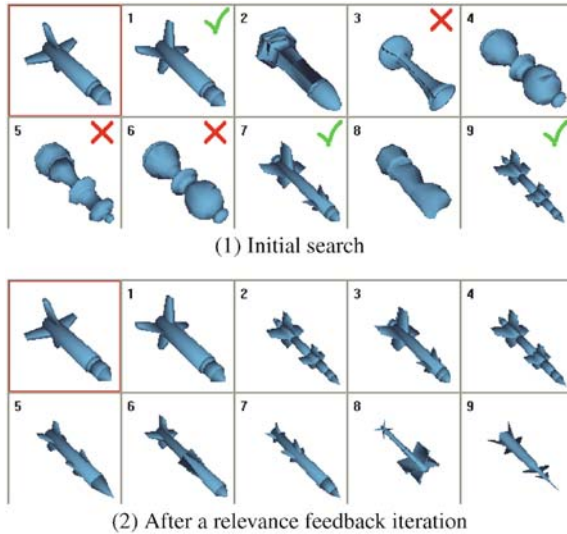 1 2 3 4
5 6 7 8 9
(1) Initial search
1 2 3 4
5 6 7 8 9
(2) After a relevance feedback iteration